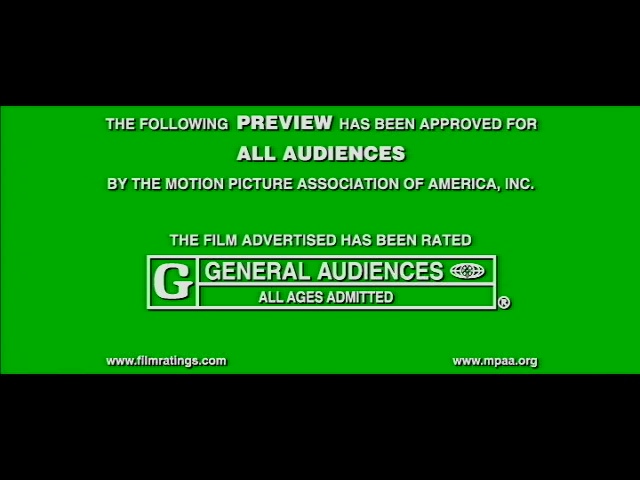 THE FOLLOWING PREVIEW HAS BEEN APPROVED FOR
ALL AUDIENCES
BY THE MOTION PICTURE ASSOCIATION OF AMERICA, INC.
THE FILM ADVERTISED HAS BEEN RATED
G GENERAL AUDIENCES
ALL AGES ADMITTED ®
www.filmratings.com www.mpaa.org